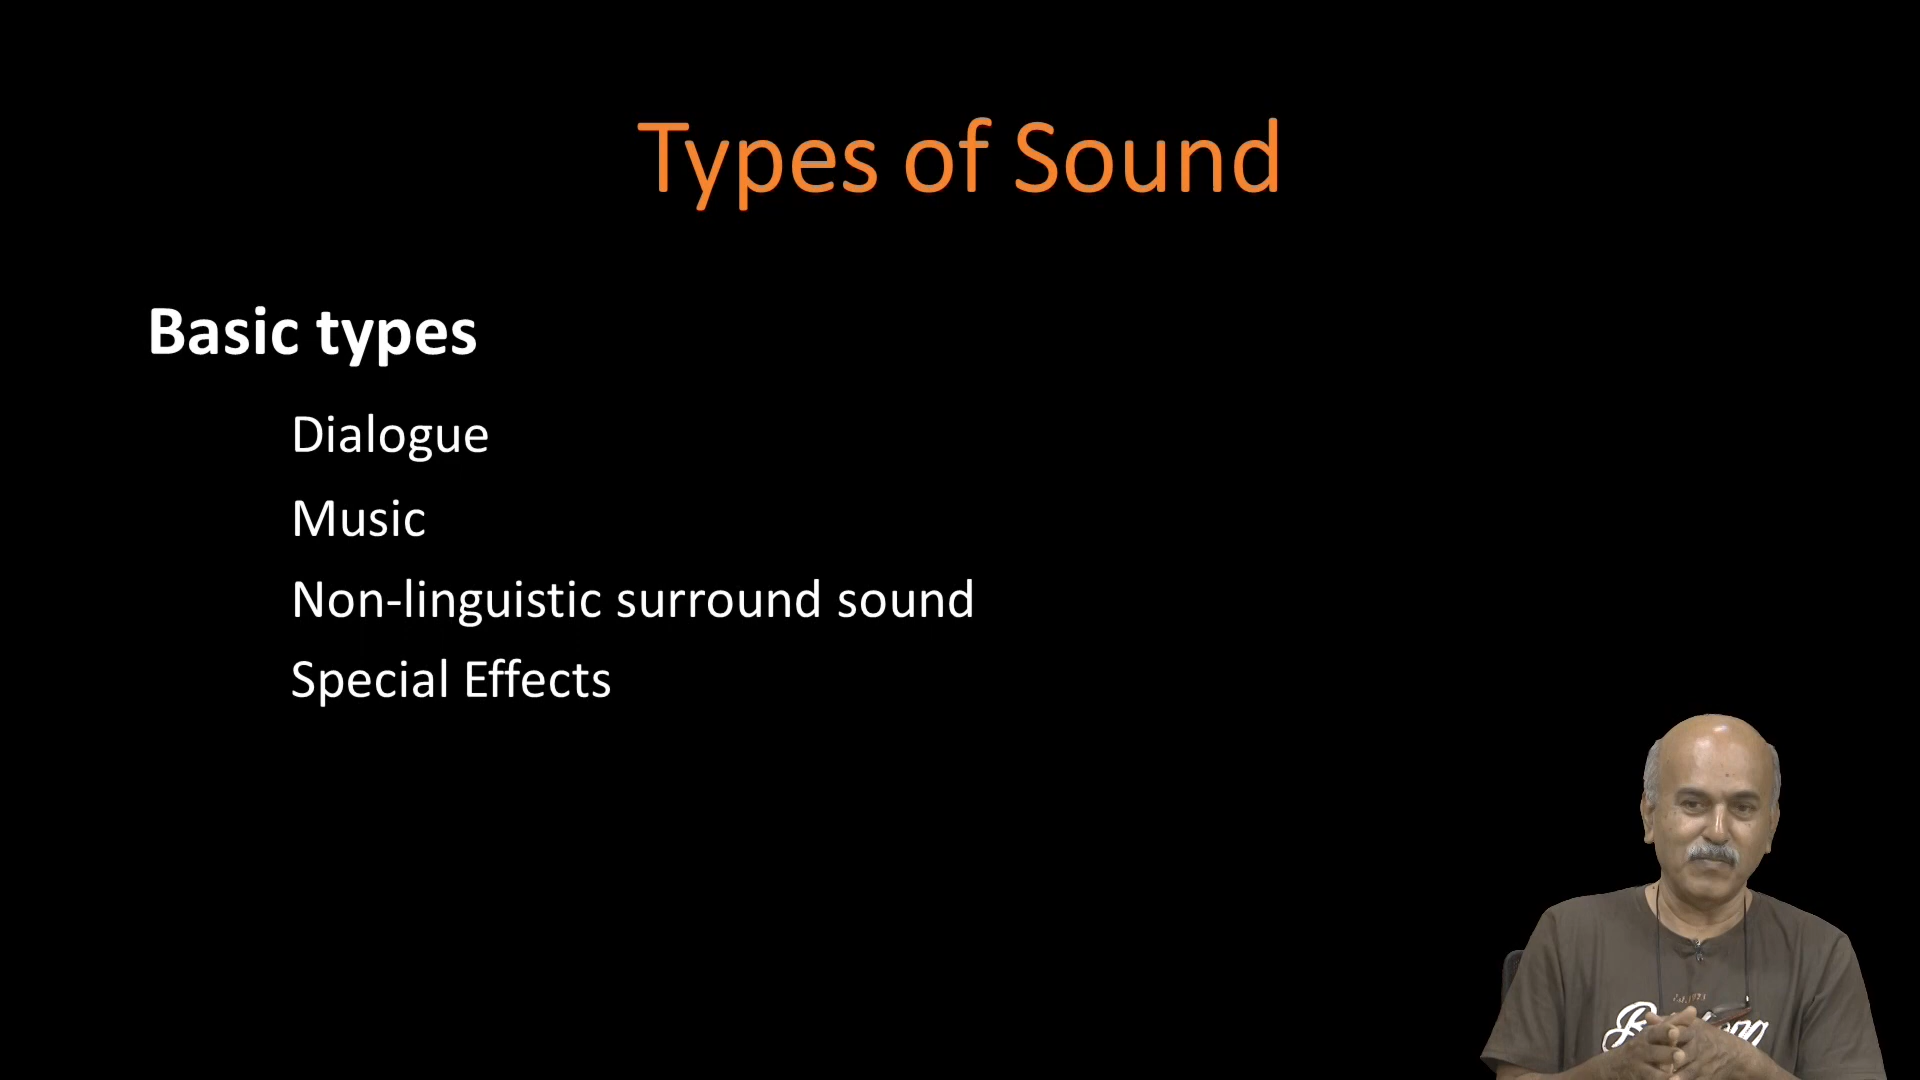 Types of Sound
Basic types
Dialogue
Music
Non-linguistic surround sound
Special Effects